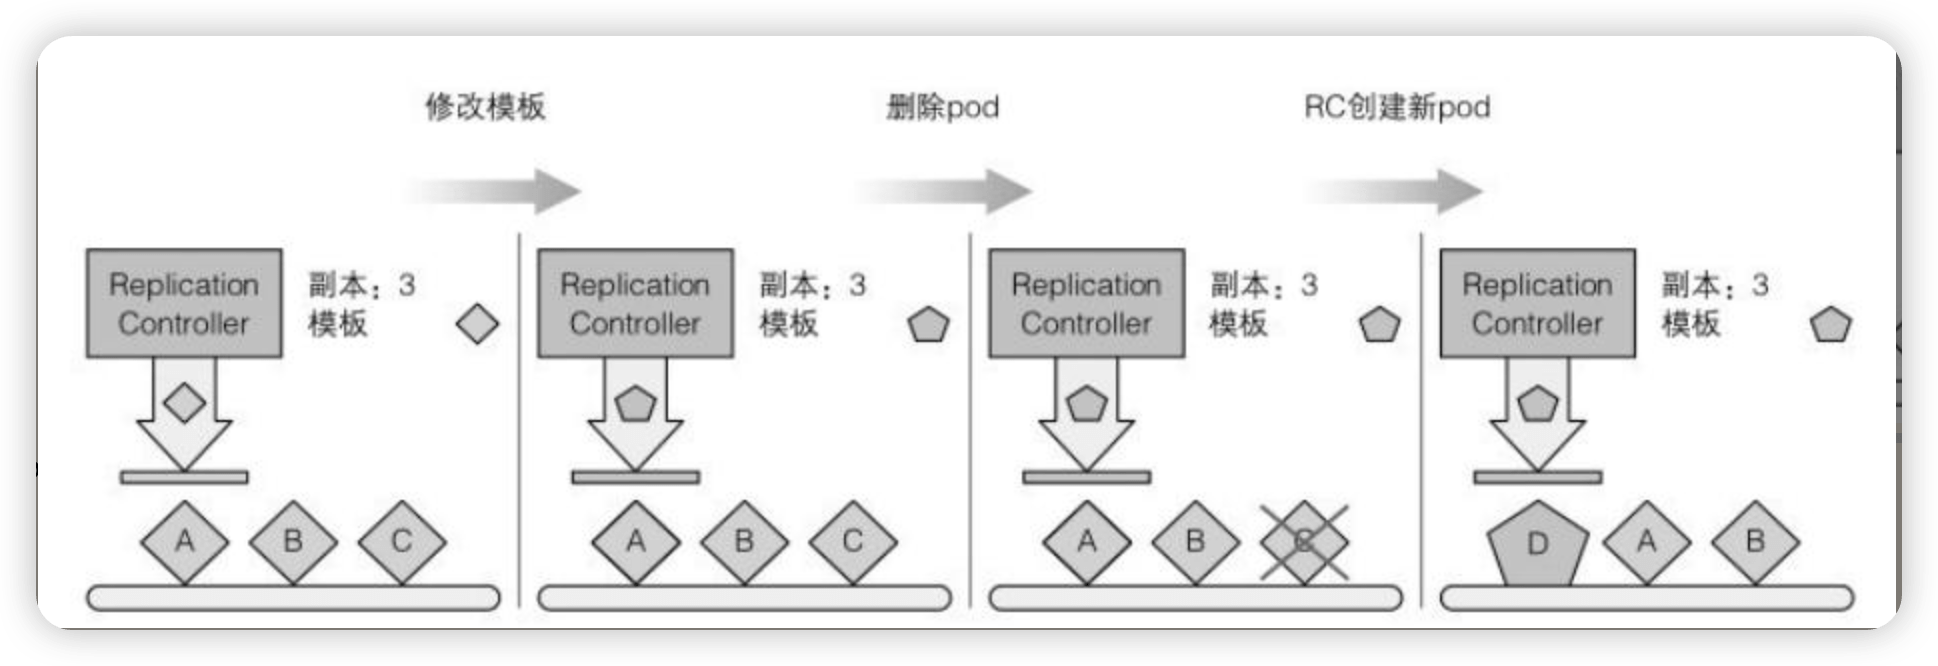 修改模板
删除pod
RC创建新pod
Replication
Controller
副本：3
模板
A
B
C
Replication
Controller
副本：3
模板
A
B
C
Replication
Controller
副本：3
模板
A
B
C
Replication
Controller
副本：3
模板
D
A
B